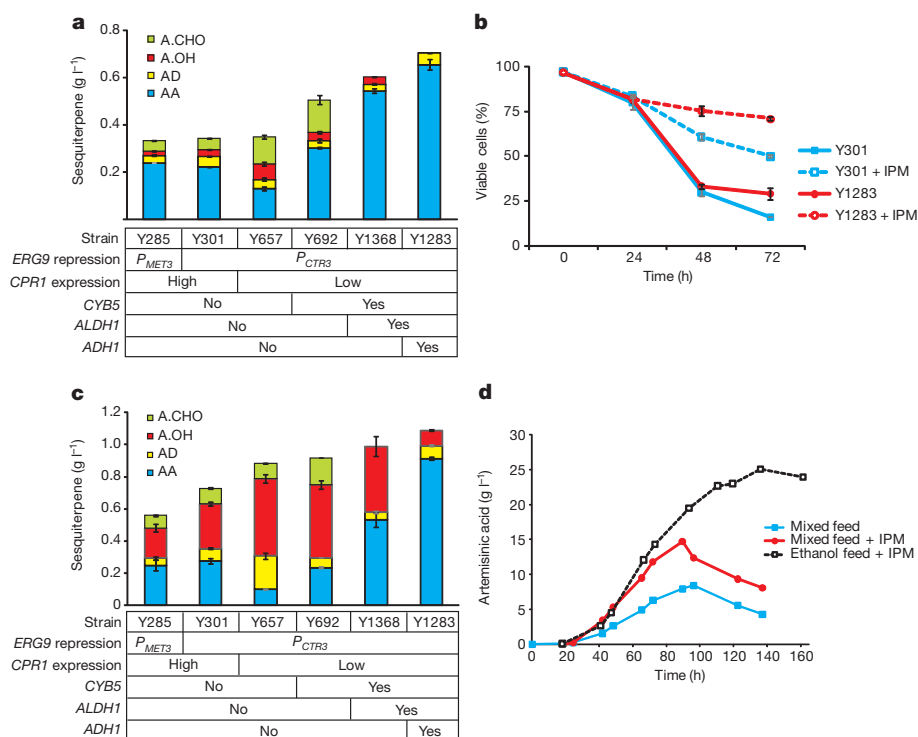 a
0.8
0.6
0.4
0.2
Sesquiterpene (g l⁻¹)
A.CHO
A.OH
AD
AA
Strain Y285 Y301 Y657 Y692 Y1368 Y1283
ERG9 repression P_MET3 P_CTR3
CPR1 expression High Low
CYB5 No Yes
ALDH1 No Yes
ADH1 No Yes
b
100
75
50
25
0
Viable cells (%)
0 24 48 72
Time (h)
Y301
Y301 + IPM
Y1283
Y1283 + IPM
c
1.2
1.0
0.8
0.6
0.4
0.2
0
Sesquiterpene (g l⁻¹)
A.CHO
A.OH
AD
AA
Strain Y285 Y301 Y657 Y692 Y1368 Y1283
ERG9 repression P_MET3 P_CTR3
CPR1 expression High Low
CYB5 No Yes
ALDH1 No Yes
ADH1 No Yes
d
30
25
20
15
10
5
0
Artemisinic acid (g l⁻¹)
0 20 40 60 80 100 120 140 160
Time (h)
Mixed feed
Mixed feed + IPM
Ethanol feed + IPM